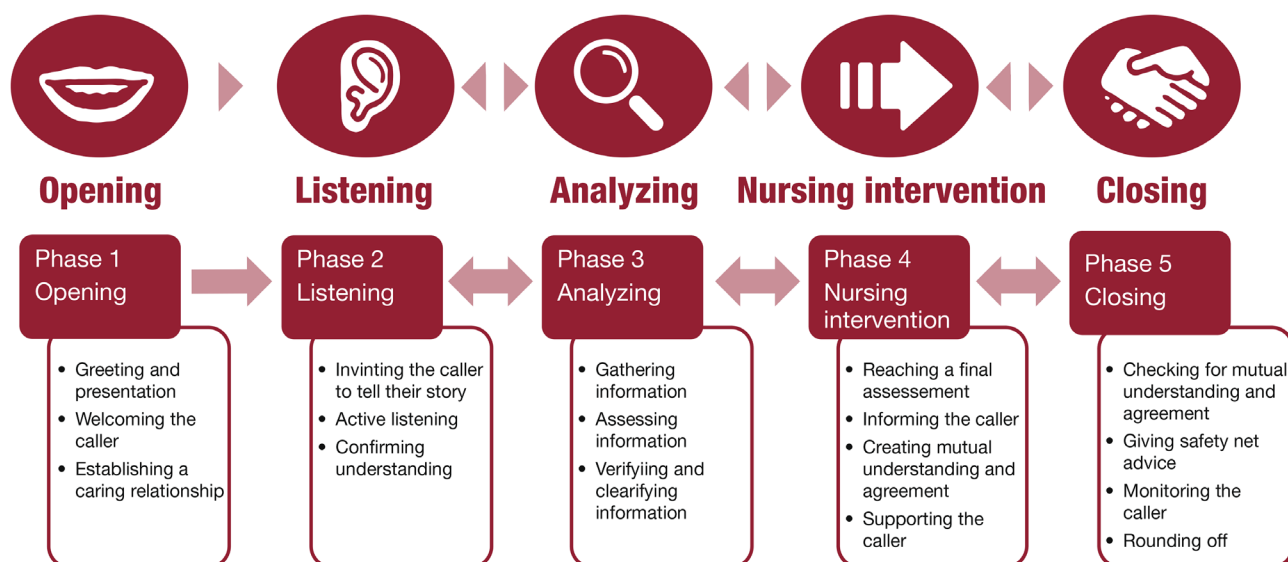 Opening
Listening
Analyzing
Nursing intervention
Closing
Phase 1
Opening
• Greeting and
presentation
• Welcoming the
caller
• Establishing a
caring relationship
Phase 2
Listening
• Invinting the caller
to tell their story
• Active listening
• Confirming
understanding
Phase 3
Analyzing
• Gathering
information
• Assessing
information
• Verifyiing and
clearifying
information
Phase 4
Nursing
intervention
• Reaching a final
assessement
• Informing the caller
• Creating mutual
understanding and
agreement
• Supporting the
caller
Phase 5
Closing
• Checking for mutual
understanding and
agreement
• Giving safety net
advice
• Monitoring the
caller
• Rounding off